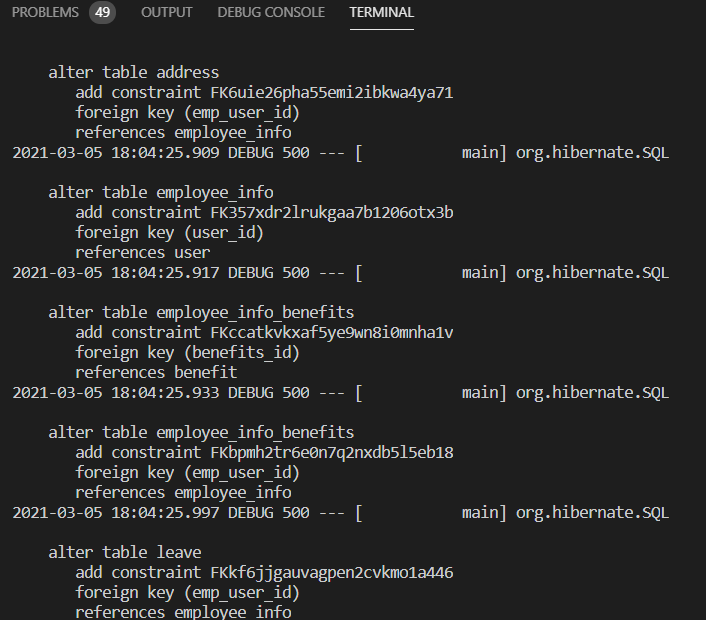 PROBLEMS 49 OUTPUT DEBUG CONSOLE TERMINAL
alter table address
add constraint FK6uie26pha55emi2ibkwa4ya71
foreign key (emp_user_id)
references employee_info
2021-03-05 18:04:25.909 DEBUG 500 --- [ main] org.hibernate.SQL
alter table employee_info
add constraint FK357xdr2lrukgaa7b1206otx3b
foreign key (user_id)
references user
2021-03-05 18:04:25.917 DEBUG 500 --- [ main] org.hibernate.SQL
alter table employee_info_benefits
add constraint FKccatkvkxaf5ye9wn8i0mnha1v
foreign key (benefits_id)
references benefit
2021-03-05 18:04:25.933 DEBUG 500 --- [ main] org.hibernate.SQL
alter table employee_info_benefits
add constraint FKbpmh2tr6e0n7q2nxdb5l5eb18
foreign key (emp_user_id)
references employee_info
2021-03-05 18:04:25.997 DEBUG 500 --- [ main] org.hibernate.SQL
alter table leave
add constraint FKkf6jjgauvagpen2cvkmo1a446
foreign key (emp_user_id)
references employee_info